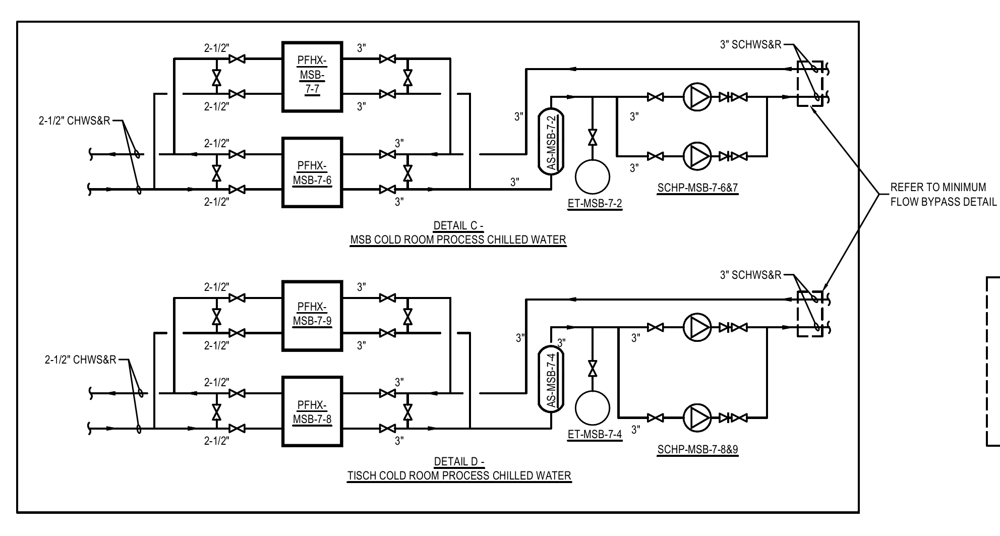 2-1/2"
3"
3" SCHWS&R
PFHX-
MSB-
7-7
2-1/2"
3"
2-1/2" CHWS&R
3"
AS-MSB-7-2
3"
2-1/2"
3"
PFHX-
MSB-7-6
3"
2-1/2"
3"
3"
SCHP-MSB-7-6&7
ET-MSB-7-2
REFER TO MINIMUM
FLOW BYPASS DETAIL
DETAIL C -
MSB COLD ROOM PROCESS CHILLED WATER
3" SCHWS&R
2-1/2"
3"
PFHX-
MSB-7-9
2-1/2"
3"
3"
3"
3"
2-1/2" CHWS&R
AS-MSB-7-4
2-1/2"
3"
PFHX-
MSB-7-8
2-1/2"
3"
3"
ET-MSB-7-4
SCHP-MSB-7-8&9
DETAIL D -
TISCH COLD ROOM PROCESS CHILLED WATER